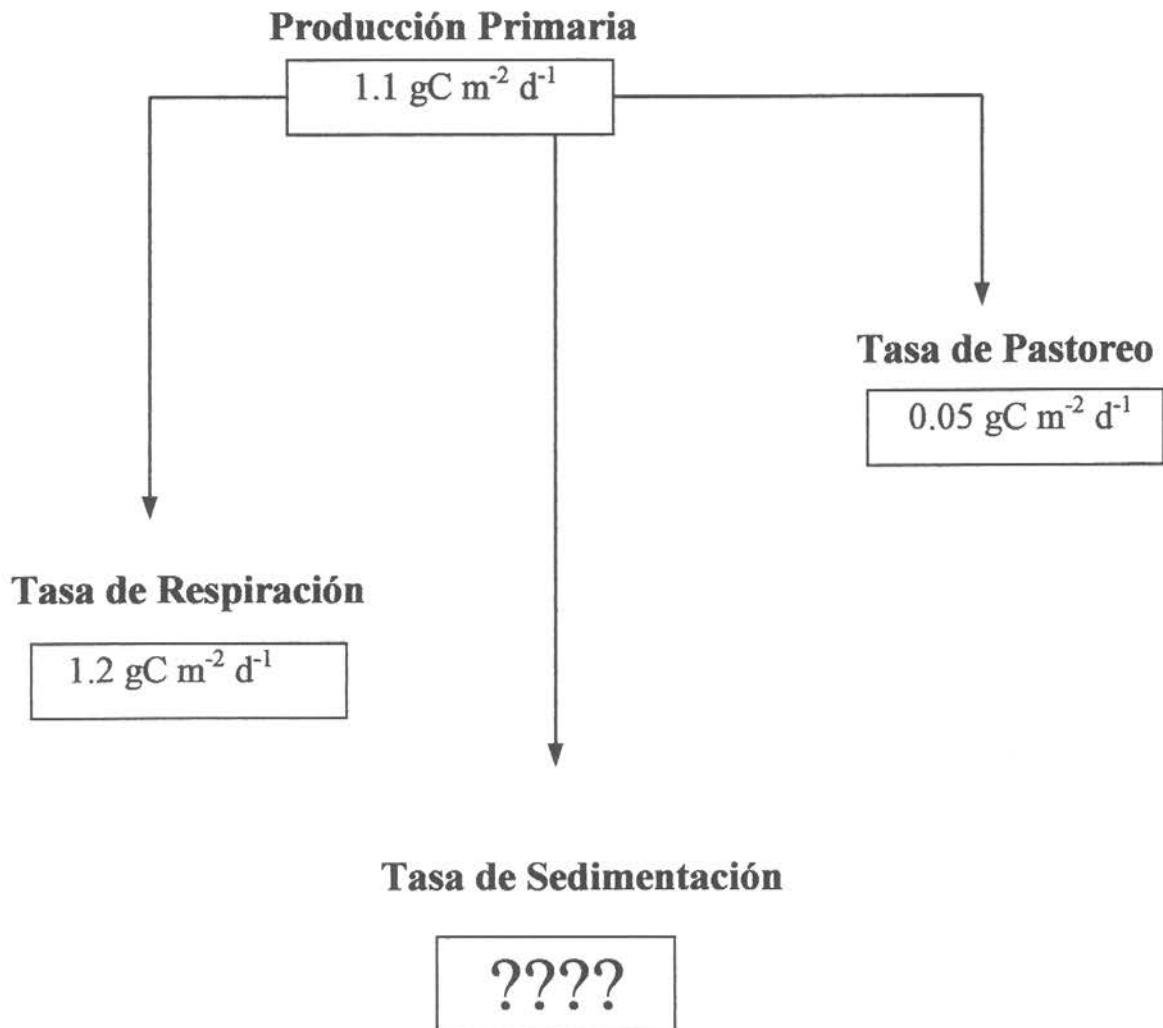 Producción Primaria
1.1 gC m⁻² d⁻¹
Tasa de Pastoreo
0.05 gC m⁻² d⁻¹
Tasa de Respiración
1.2 gC m⁻² d⁻¹
Tasa de Sedimentación
????